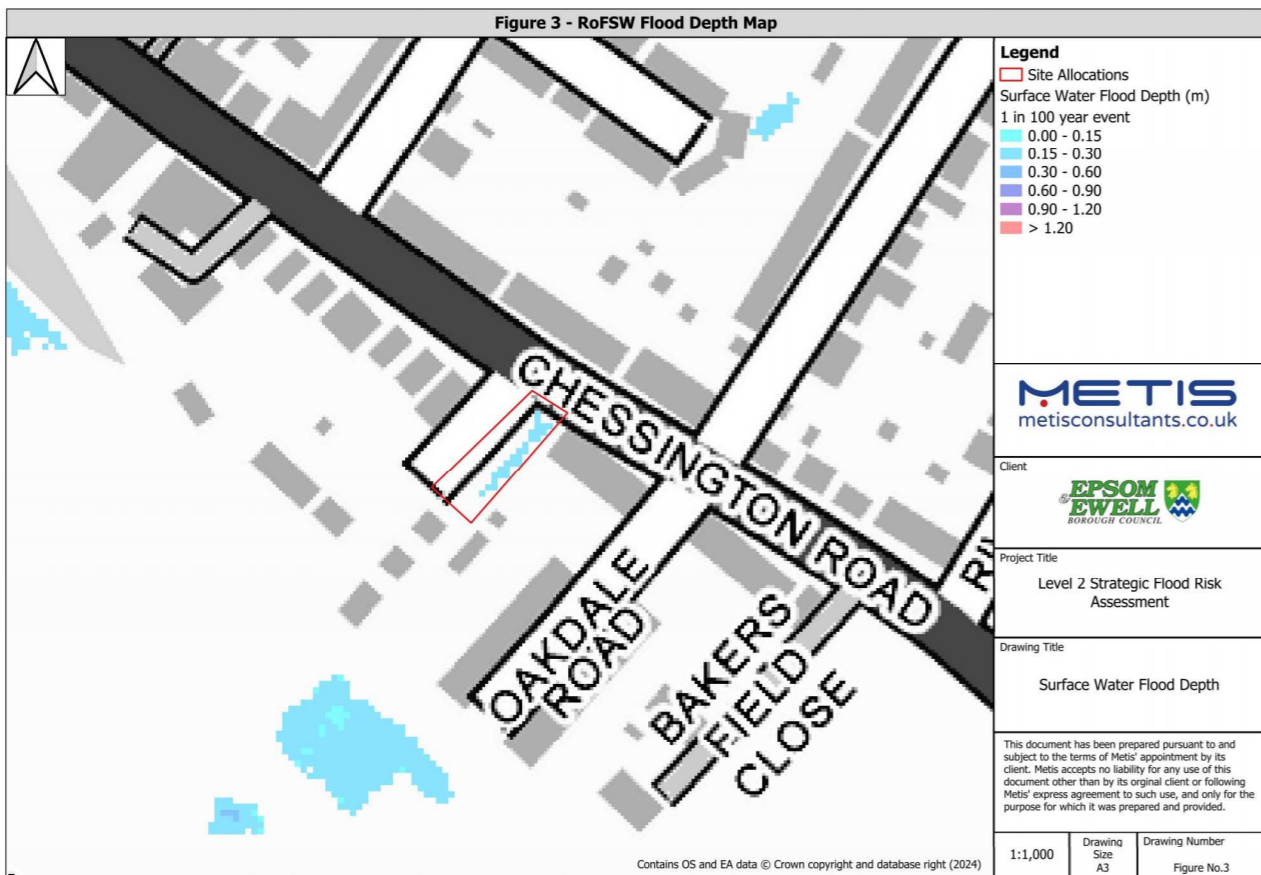 Figure 3 - RoFSW Flood Depth Map
CHESSINGTON ROAD
OAKDALE
ROAD
BAKERS
FIELD
CLOSE
Contains OS and EA data © Crown copyright and database right (2024)
Legend
Site Allocations
Surface Water Flood Depth (m)
1 in 100 year event
0.00 - 0.15
0.15 - 0.30
0.30 - 0.60
0.60 - 0.90
0.90 - 1.20
> 1.20
METIS
metisconsultants.co.uk
Client
EPSOM
& EWELL
BOROUGH COUNCIL
Project Title
Level 2 Strategic Flood Risk
Assessment
Drawing Title
Surface Water Flood Depth
This document has been prepared pursuant to and
subject to the terms of Metis' appointment by its
client. Metis accepts no liability for any use of this
document other than by its orginal client or following
Metis' express agreement to such use, and only for the
purpose for which it was prepared and provided.
1:1,000
Drawing
Size
A3
Drawing Number
Figure No.3